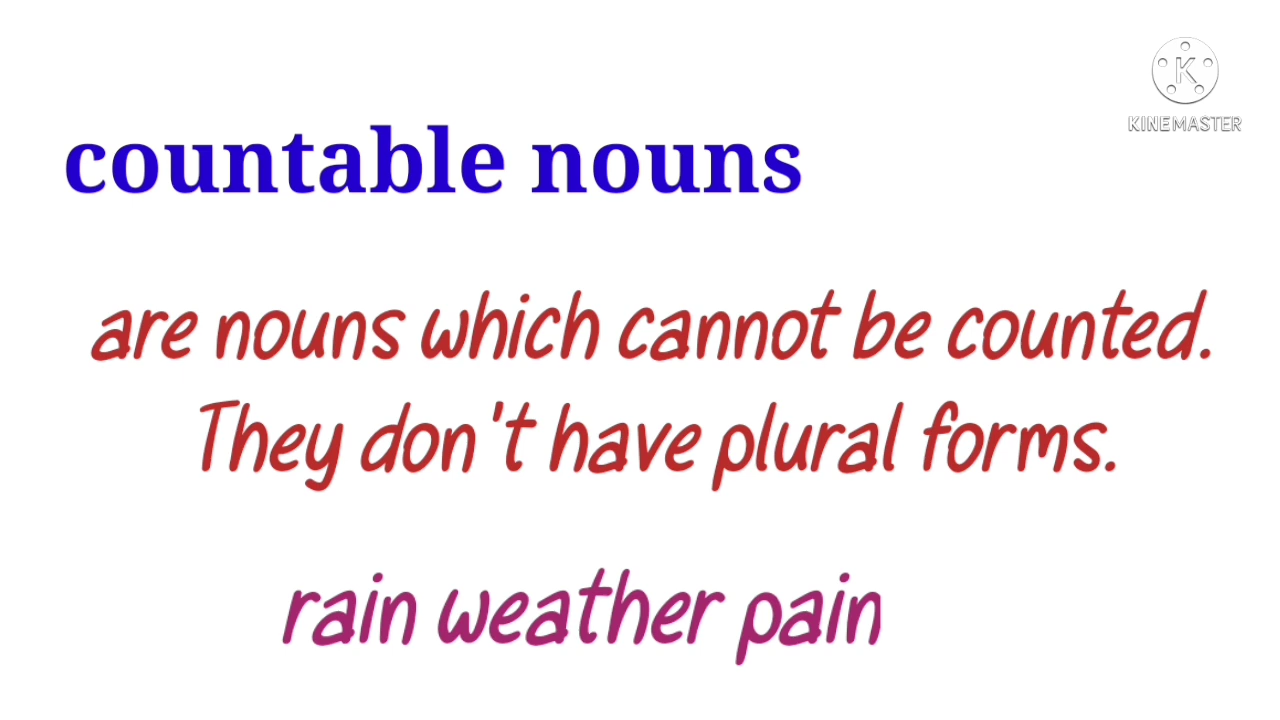 KINEMASTER
countable nouns
are nouns which cannot be counted.
They don't have plural forms.
rain weather pain